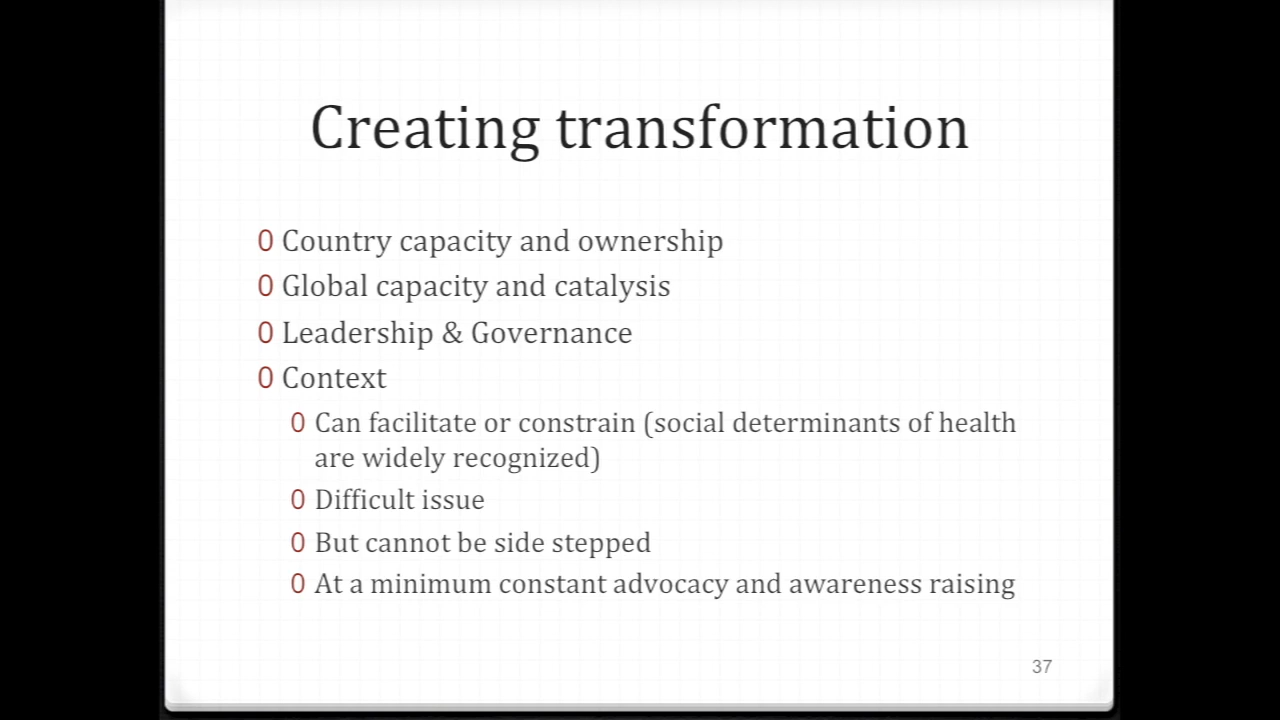 Creating transformation
0 Country capacity and ownership
0 Global capacity and catalysis
0 Leadership & Governance
0 Context
0 Can facilitate or constrain (social determinants of health
are widely recognized)
0 Difficult issue
0 But cannot be side stepped
0 At a minimum constant advocacy and awareness raising
37